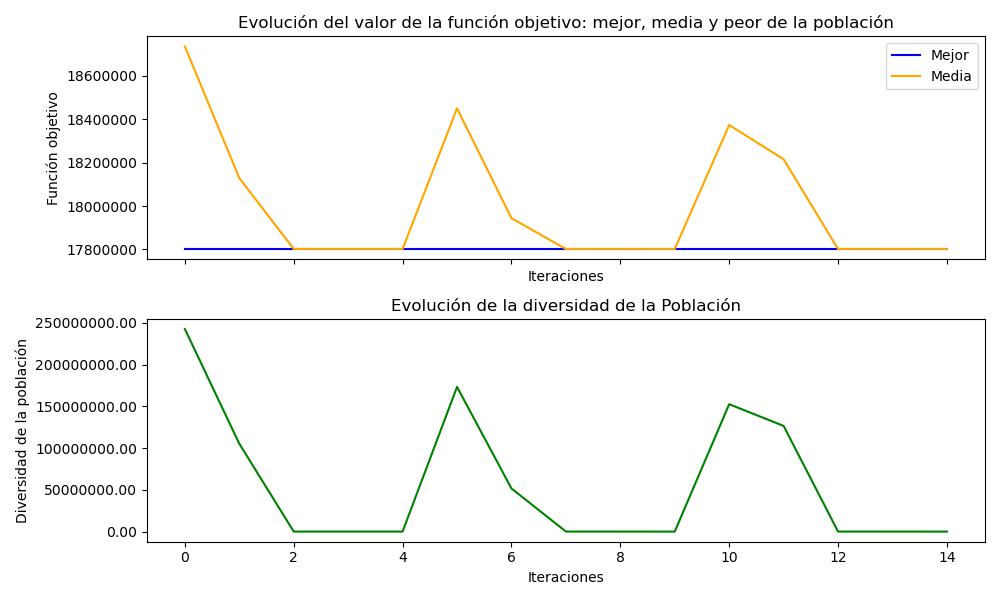 Evolución del valor de la función objetivo: mejor, media y peor de la población
Función objetivo
18600000
18400000
18200000
18000000
17800000
Mejor
Media
Iteraciones
Evolución de la diversidad de la Población
Diversidad de la población
250000000.00
200000000.00
150000000.00
100000000.00
50000000.00
0.00
0 2 4 6 8 10 12 14
Iteraciones